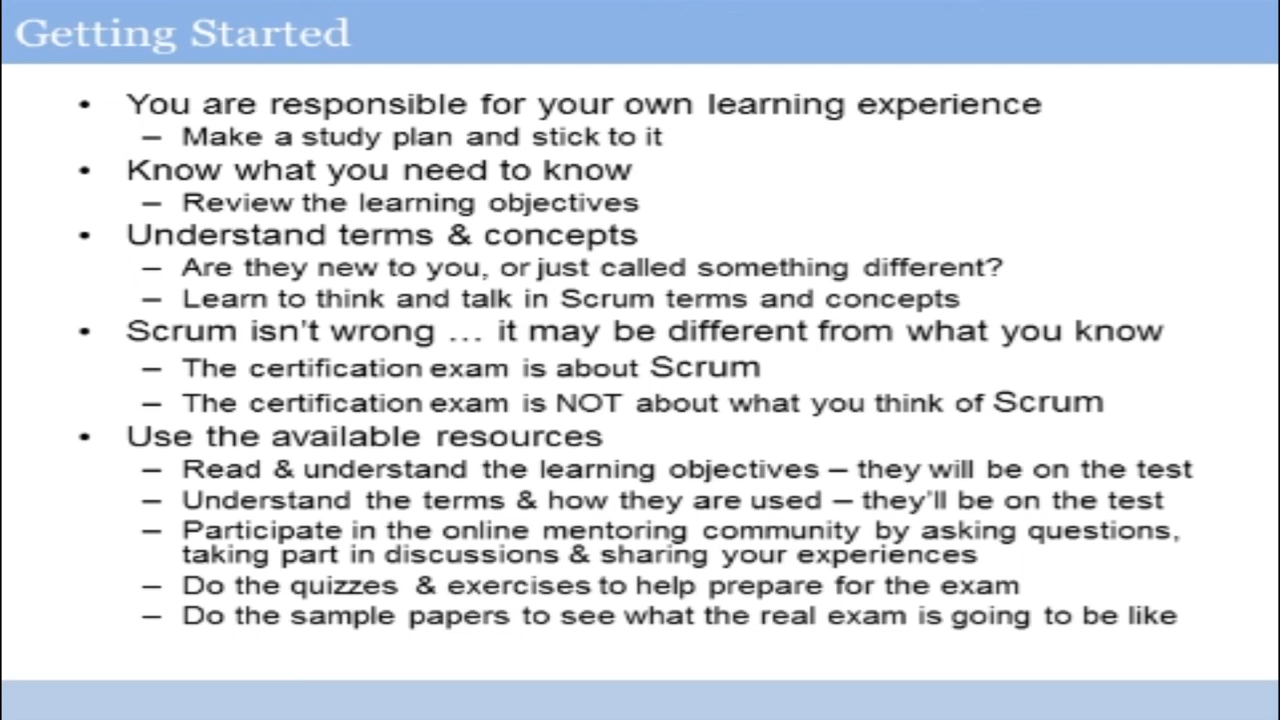 Getting Started
• You are responsible for your own learning experience
– Make a study plan and stick to it
• Know what you need to know
– Review the learning objectives
• Understand terms & concepts
– Are they new to you, or just called something different?
– Learn to think and talk in Scrum terms and concepts
• Scrum isn't wrong … it may be different from what you know
– The certification exam is about Scrum
– The certification exam is NOT about what you think of Scrum
• Use the available resources
– Read & understand the learning objectives – they will be on the test
– Understand the terms & how they are used – they'll be on the test
– Participate in the online mentoring community by asking questions,
taking part in discussions & sharing your experiences
– Do the quizzes & exercises to help prepare for the exam
– Do the sample papers to see what the real exam is going to be like